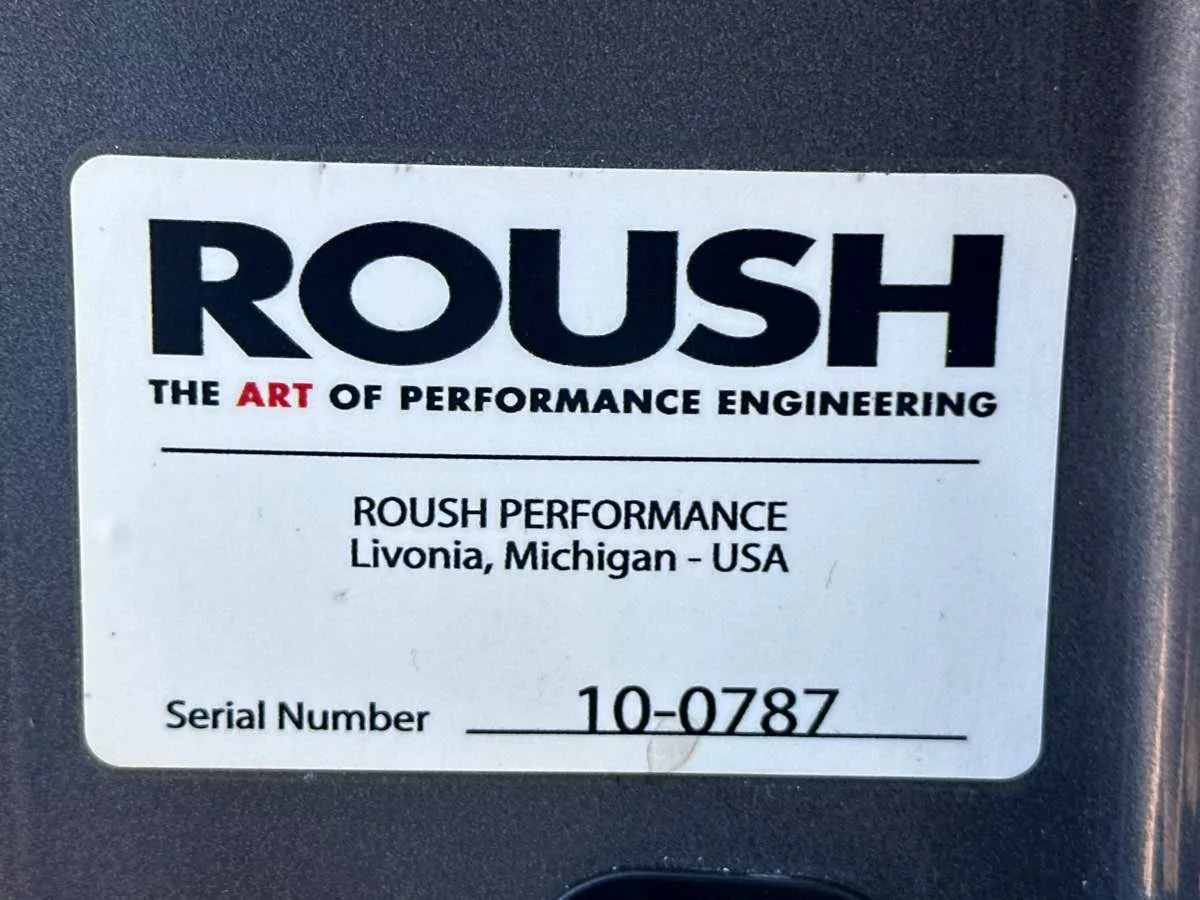 ROUSH
THE ART OF PERFORMANCE ENGINEERING
ROUSH PERFORMANCE
Livonia, Michigan - USA
Serial Number 10-0787